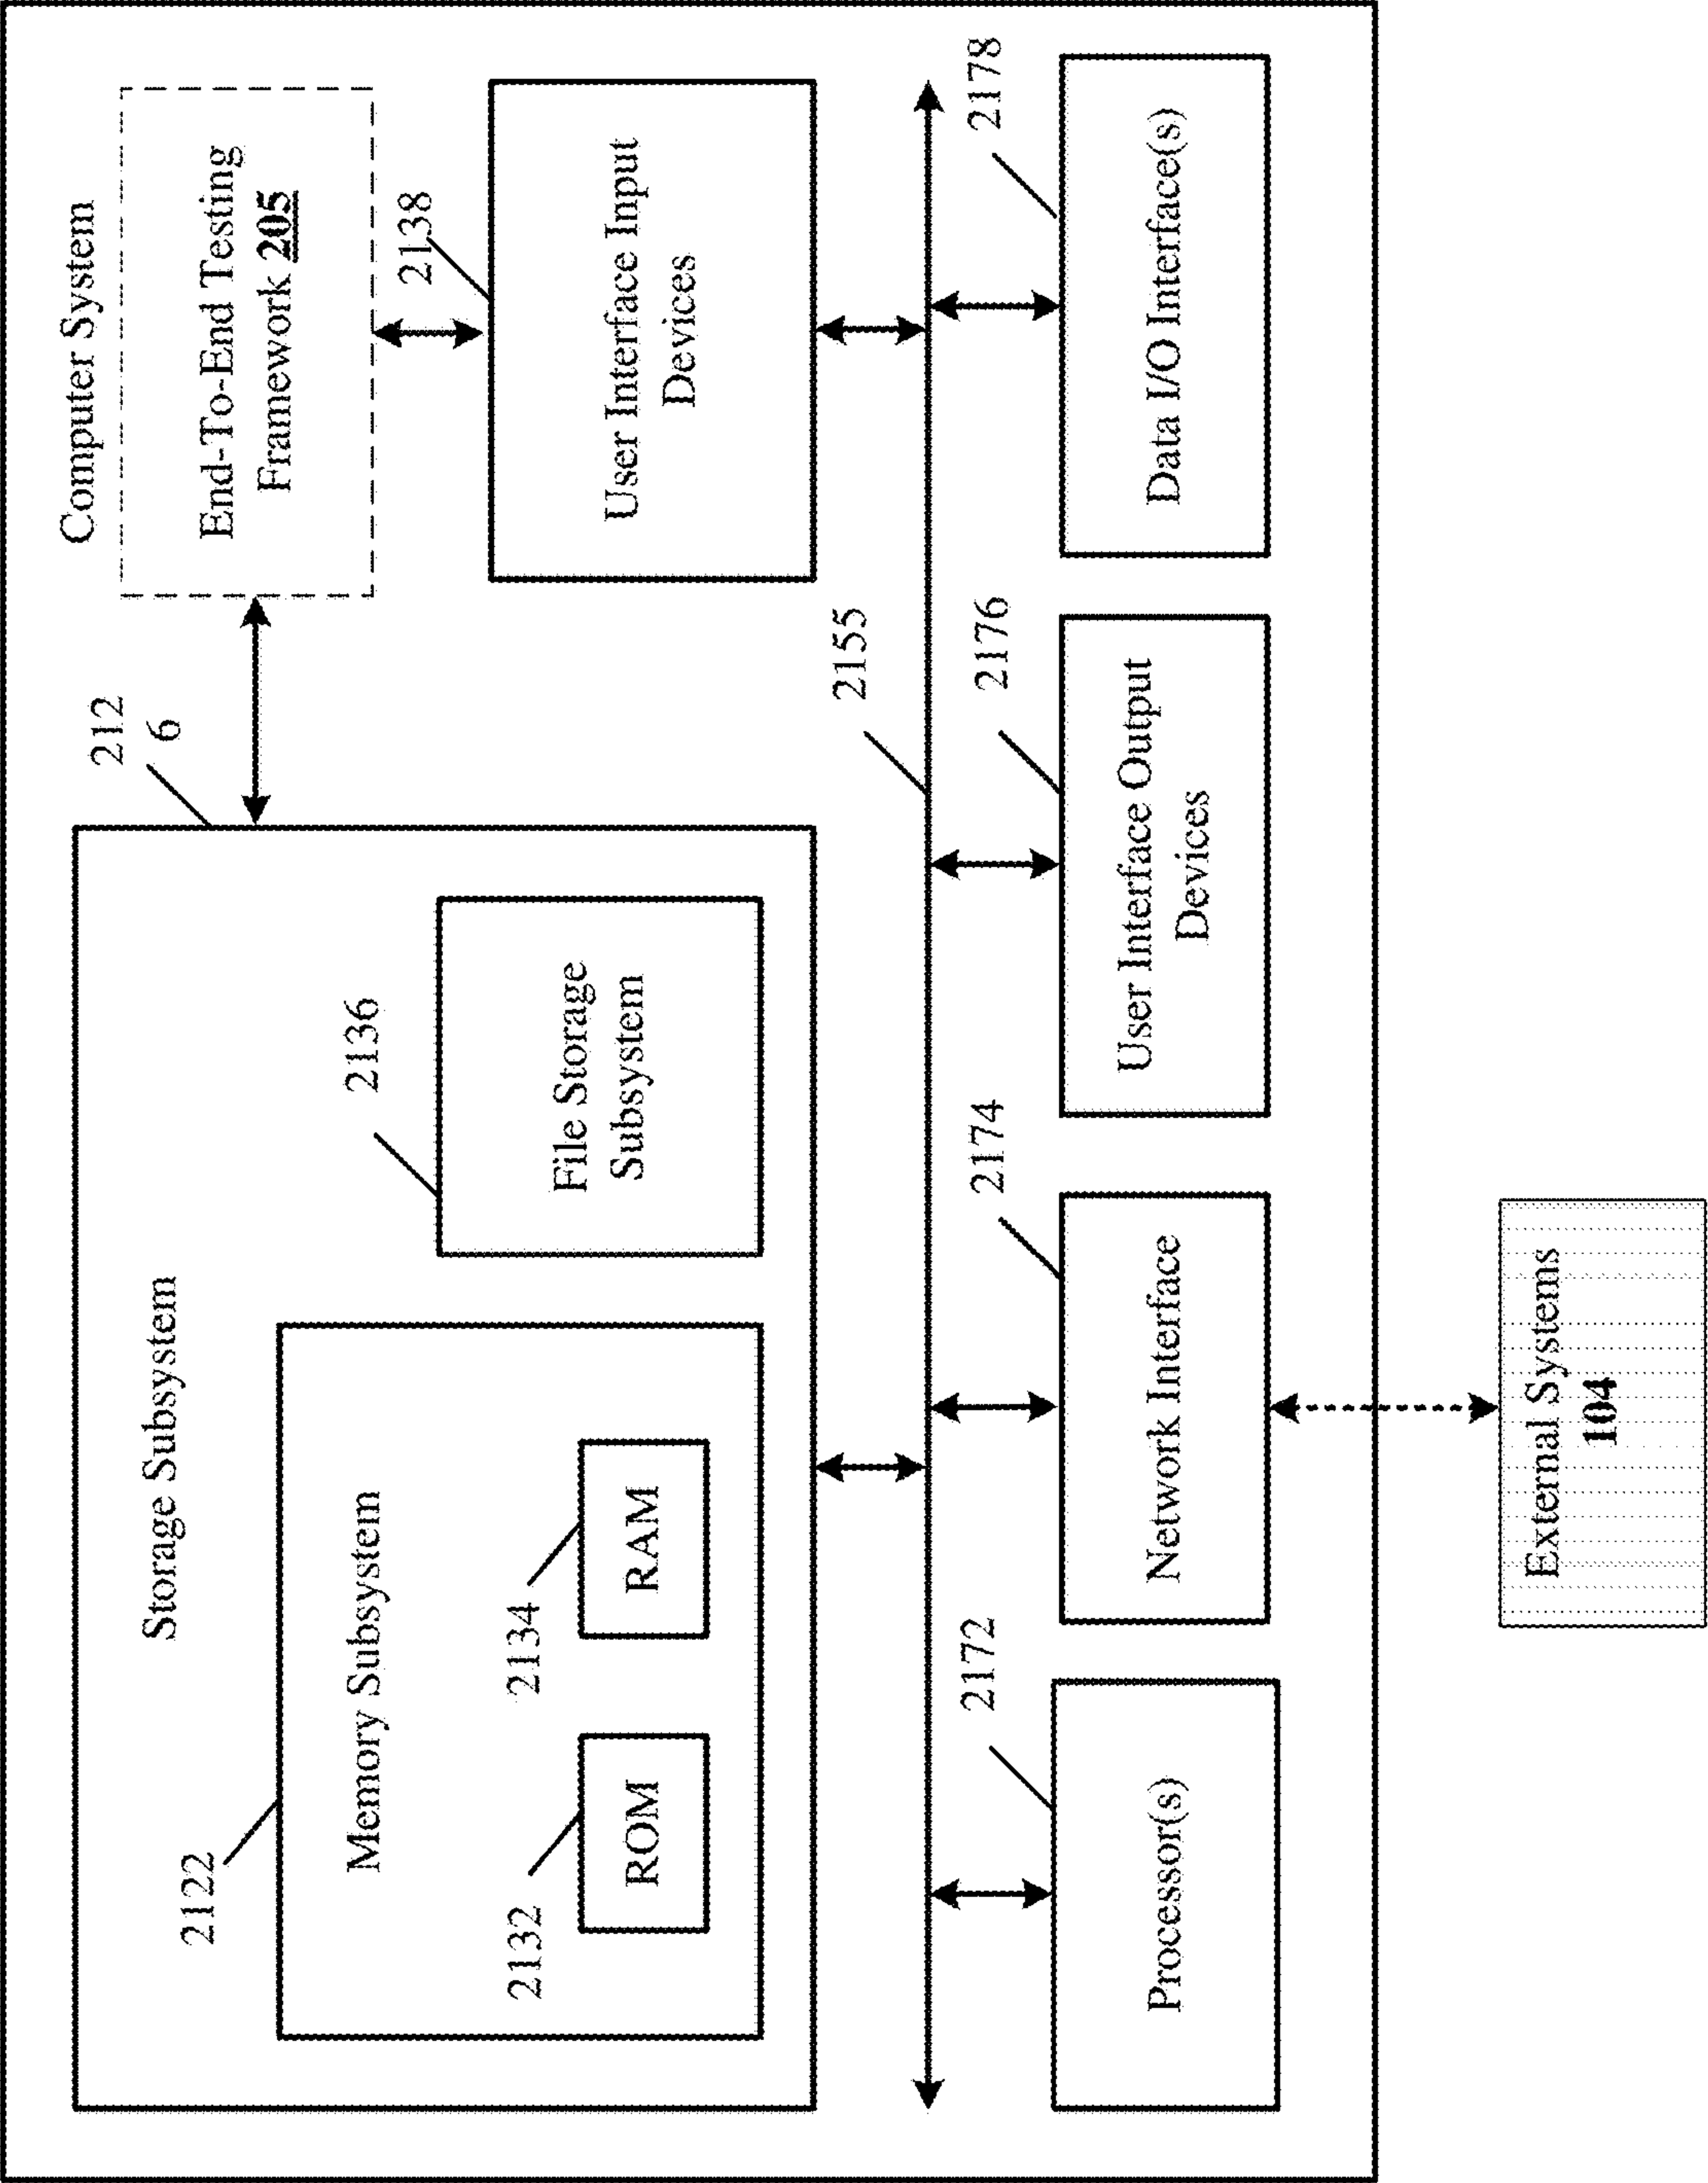 Computer System
212
6
End-To-End Testing
Framework 205
Storage Subsystem
2122
Memory Subsystem
2136
2138
2132
2134
ROM
RAM
File Storage
Subsystem
User Interface Input
Devices
2155
2172
2174
2176
2178
Processor(s)
Network Interface
User Interface Output
Devices
Data I/O Interface(s)
External Systems
104